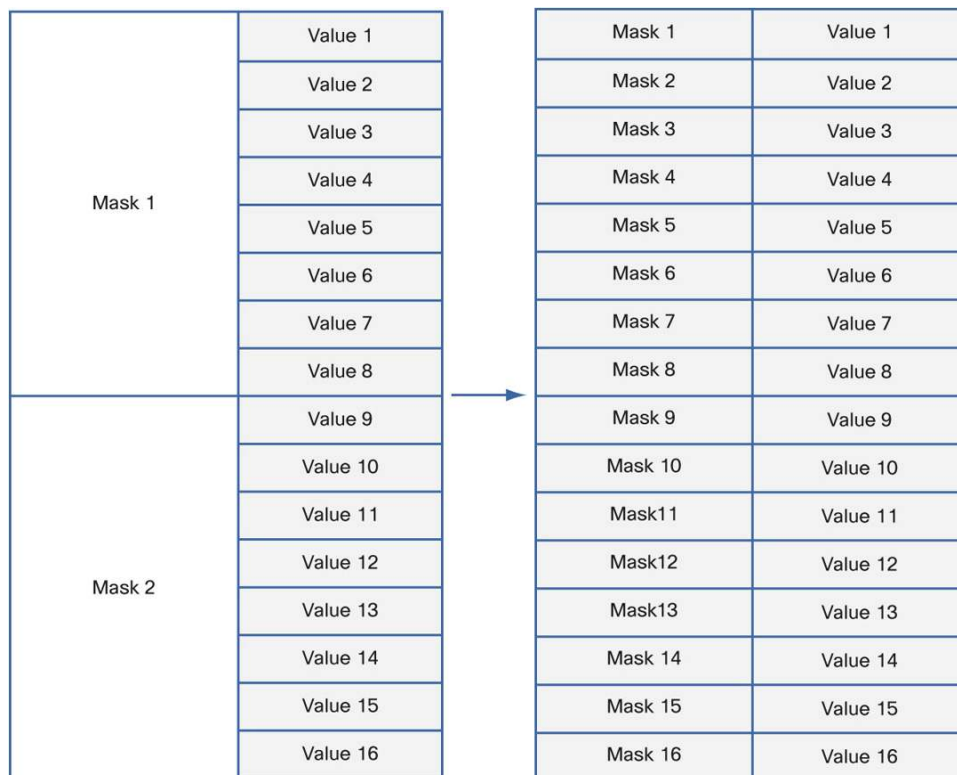 Mask 1
Value 1
Value 2
Value 3
Value 4
Value 5
Value 6
Value 7
Value 8
Mask 2
Value 9
Value 10
Value 11
Value 12
Value 13
Value 14
Value 15
Value 16
Mask 1 Value 1
Mask 2 Value 2
Mask 3 Value 3
Mask 4 Value 4
Mask 5 Value 5
Mask 6 Value 6
Mask 7 Value 7
Mask 8 Value 8
Mask 9 Value 9
Mask 10 Value 10
Mask11 Value 11
Mask12 Value 12
Mask13 Value 13
Mask 14 Value 14
Mask 15 Value 15
Mask 16 Value 16